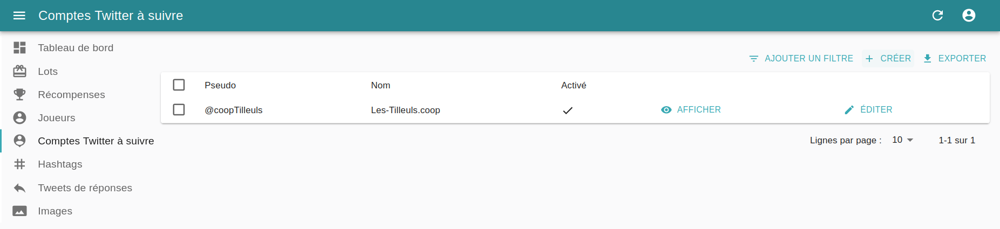 Comptes Twitter à suivre
Tableau de bord
Lots
Récompenses
Joueurs
Comptes Twitter à suivre
Hashtags
Tweets de réponses
Images
AJOUTER UN FILTRE CRÉER EXPORTER
Pseudo Nom Activé
@coopTilleuls Les-Tilleuls.coop AFFICHER ÉDITER
Lignes par page : 10 1-1 sur 1